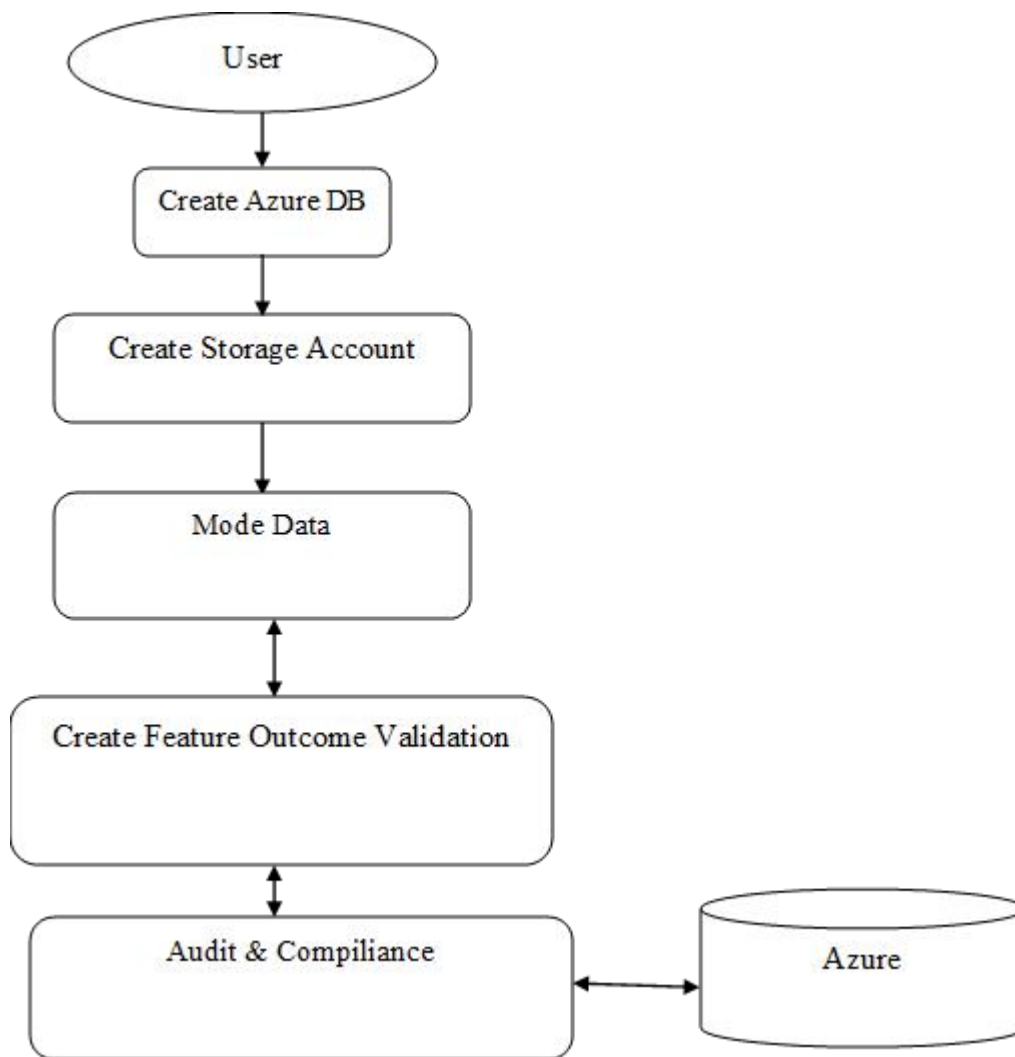 User
Create Azure DB
Create Storage Account
Mode Data
Create Feature Outcome Validation
Audit & Compiliance
Azure